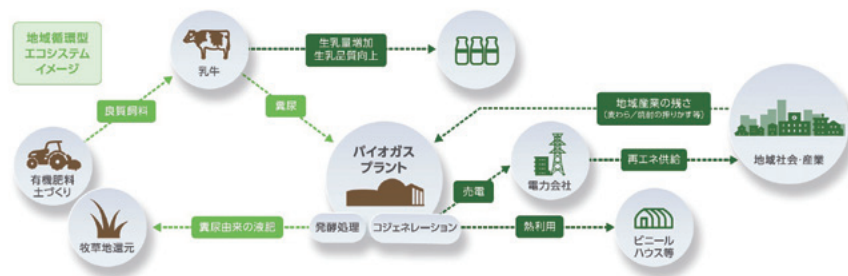 地域循環型
エコシステム
イメージ
乳牛
生乳量増加
生乳品質向上
良質飼料
糞尿
有機肥料
土づくり
バイオガス
プラント
地域産業の残さ
(麦わら/焼酎の搾りかす等)
地域社会・産業
電力会社
再エネ供給
売電
牧草地還元
糞尿由来の液肥
発酵処理
コジェネレーション
熱利用
ビニール
ハウス等